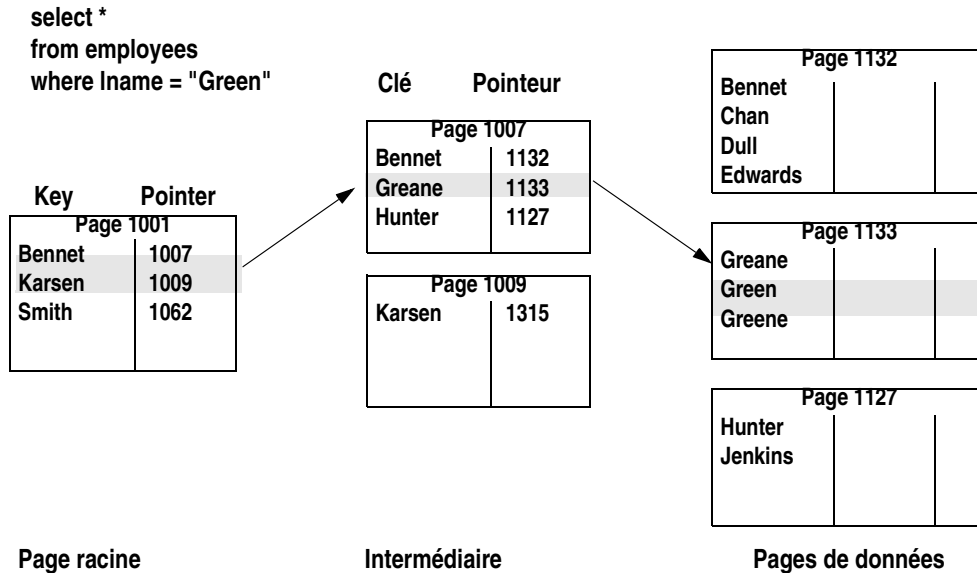 select *
from employees
where lname = "Green"
Key Pointer
Page 1001
Bennet 1007
Karsen 1009
Smith 1062
Clé Pointeur
Page 1007
Bennet 1132
Greane 1133
Hunter 1127
Page 1009
Karsen 1315
Page 1132
Bennet
Chan
Dull
Edwards
Page 1133
Greane
Green
Greene
Page 1127
Hunter
Jenkins
Page racine
Intermédiaire
Pages de données